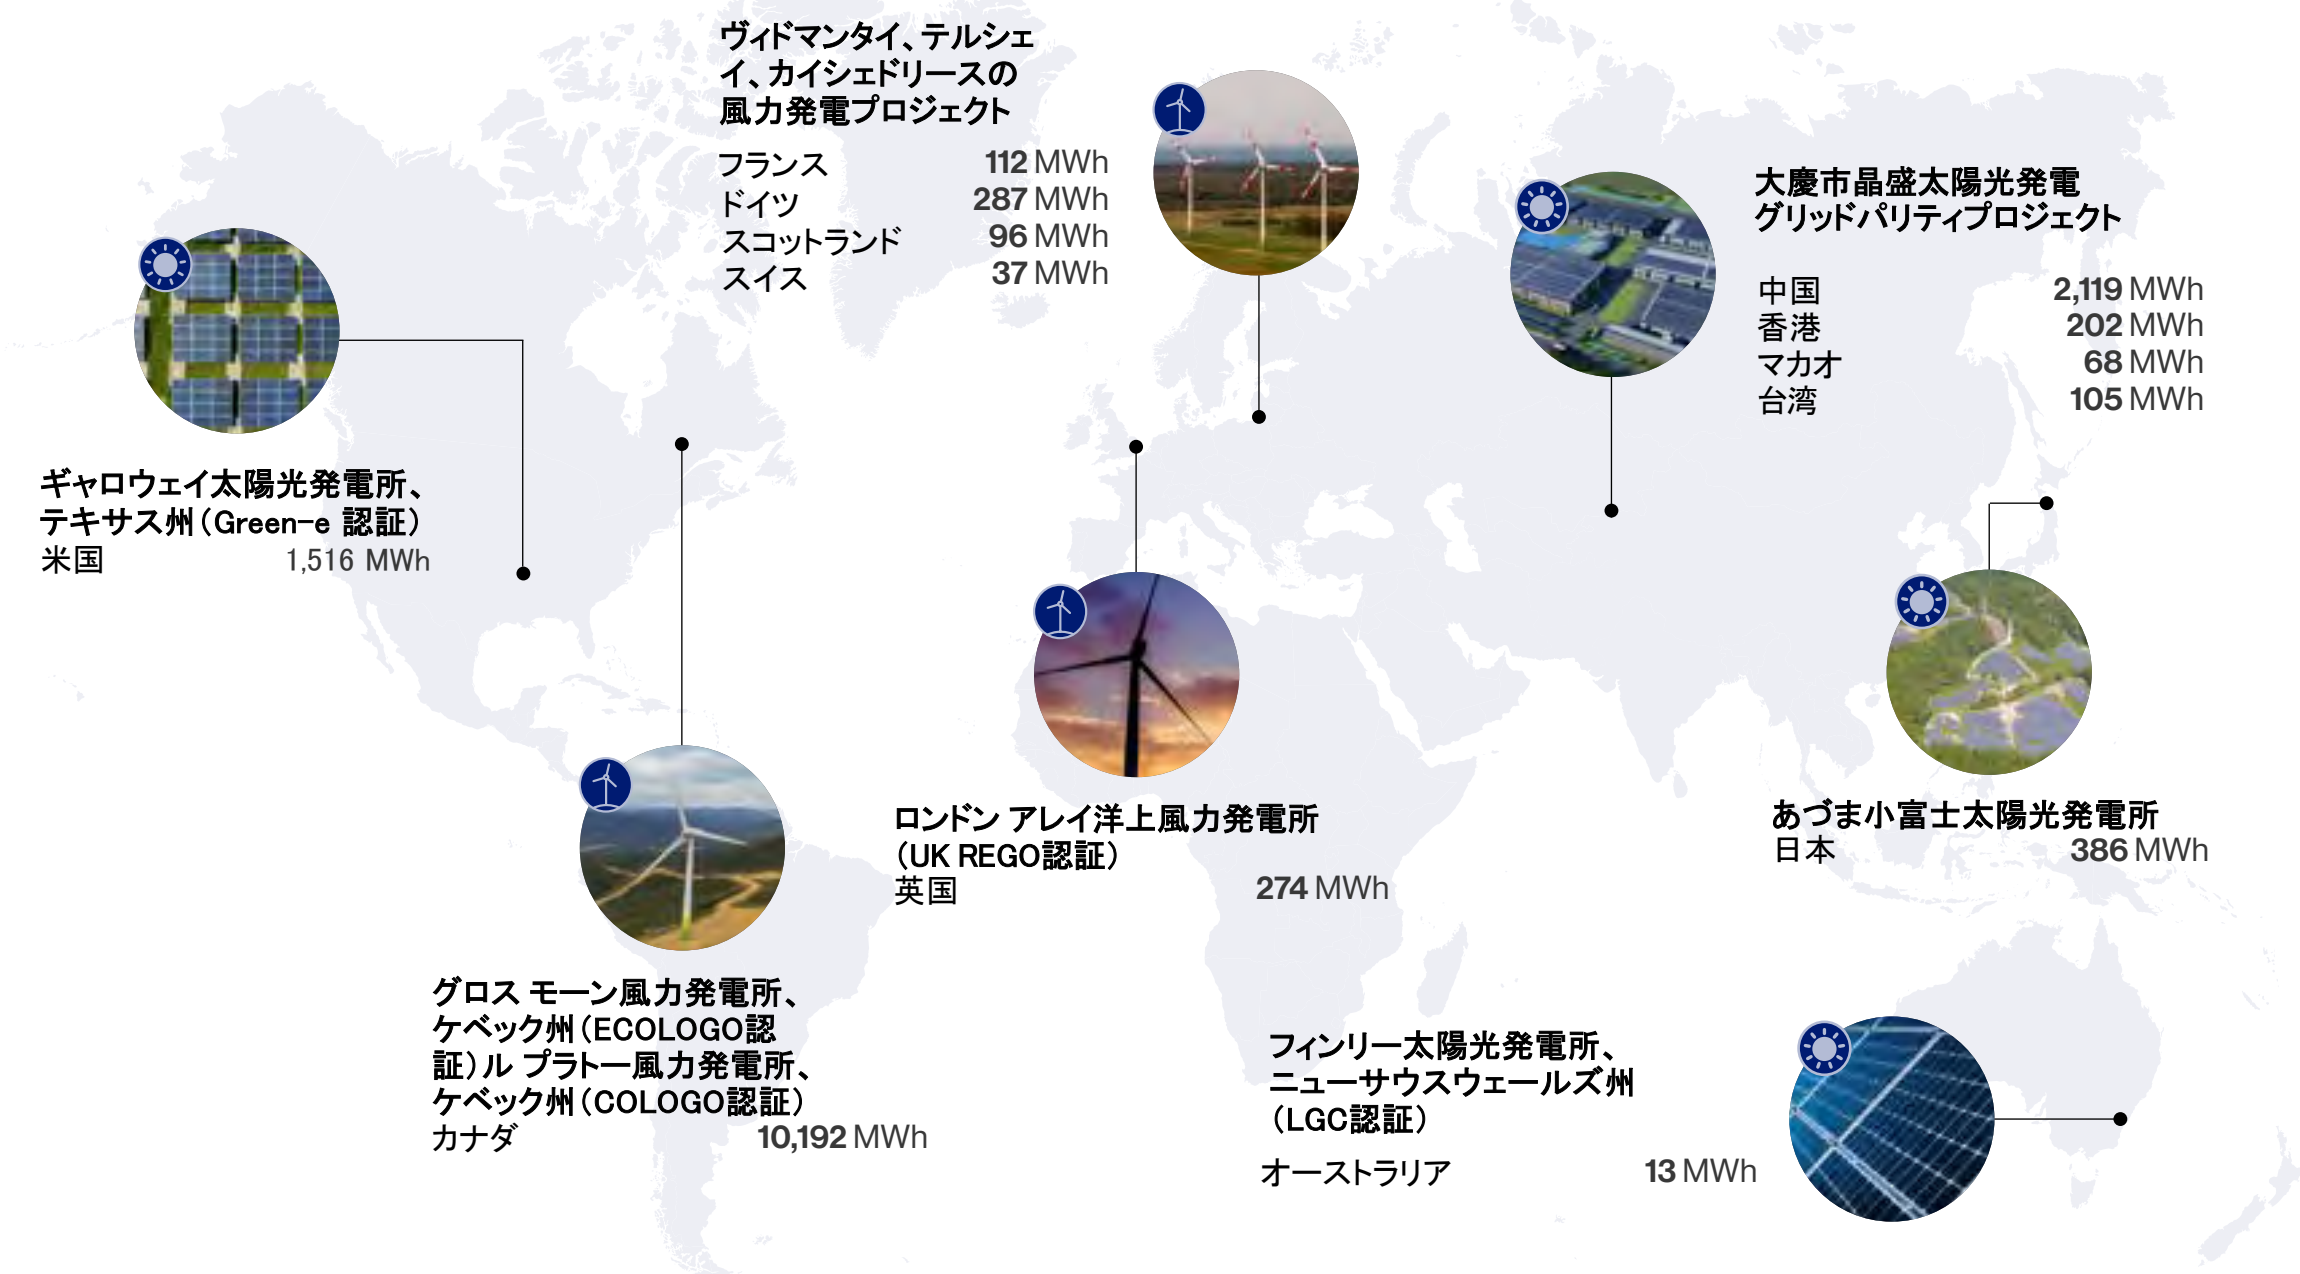 ヴィドマンタイ、テルシェ
イ、カイシェドリースの
風力発電プロジェクト
フランス 112 MWh
ドイツ 287 MWh
スコットランド 96 MWh
スイス 37 MWh
大慶市晶盛太陽光発電
グリッドパリティプロジェクト
中国 2,119 MWh
香港 202 MWh
マカオ 68 MWh
台湾 105 MWh
ギャロウェイ太陽光発電所、
テキサス州（Green-e 認証）
米国 1,516 MWh
ロンドン アレイ洋上風力発電所
（UK REGO認証）
英国 274 MWh
あづま小富士太陽光発電所
日本 386 MWh
グロス モーン風力発電所、
ケベック州（ECOLOGO認
証）ル プラトー風力発電所、
ケベック州（COLOGO認証）
カナダ 10,192 MWh
フィンリー太陽光発電所、
ニューサウスウェールズ州
（LGC認証）
オーストラリア 13 MWh